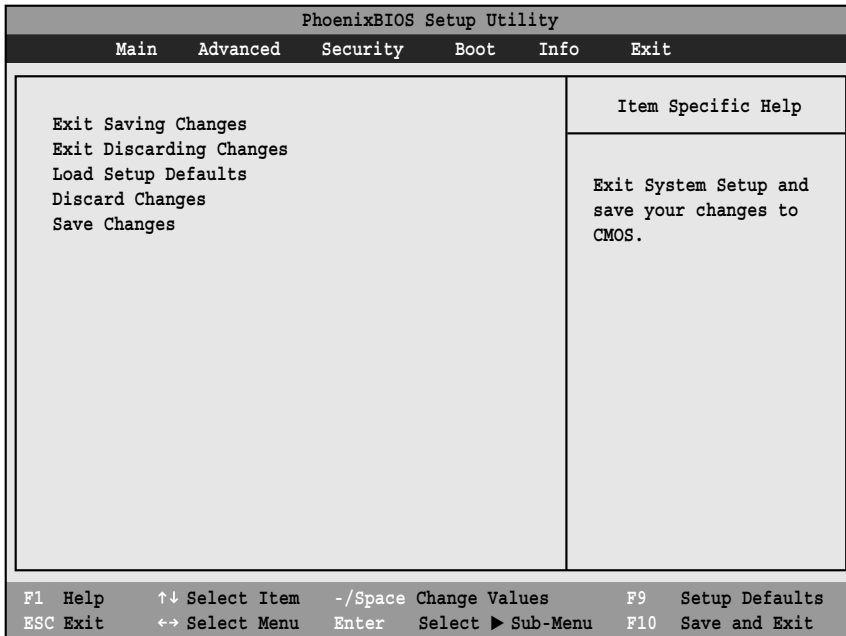 PhoenixBIOS Setup Utility
Main Advanced Security Boot Info Exit
Exit Saving Changes
Exit Discarding Changes
Load Setup Defaults
Discard Changes
Save Changes
Item Specific Help
Exit System Setup and
save your changes to
CMOS.
F1 Help ↑↓ Select Item -/Space Change Values F9 Setup Defaults
ESC Exit ←→ Select Menu Enter Select ▶ Sub-Menu F10 Save and Exit